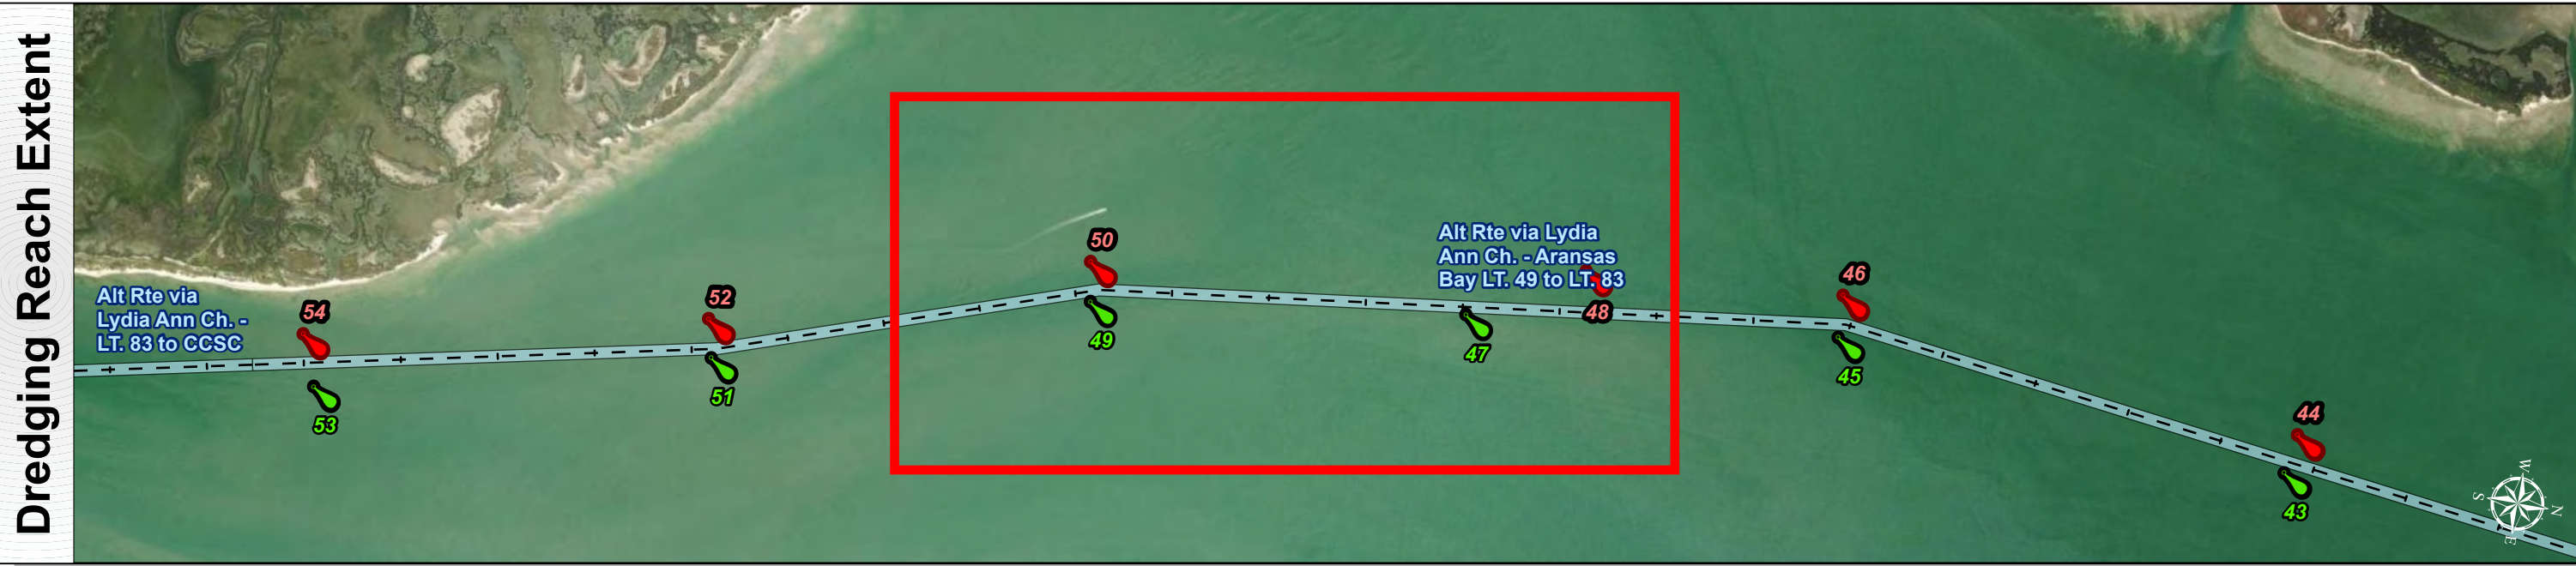 Dredging Reach Extent
Alt Rte via
Lydia Ann Ch. -
LT. 83 to CCSC
54
53
52
51
50
49
Alt Rte via Lydia
Ann Ch. - Aransas
Bay LT. 49 to LT. 83
48
47
46
45
44
43
W
S
N
E